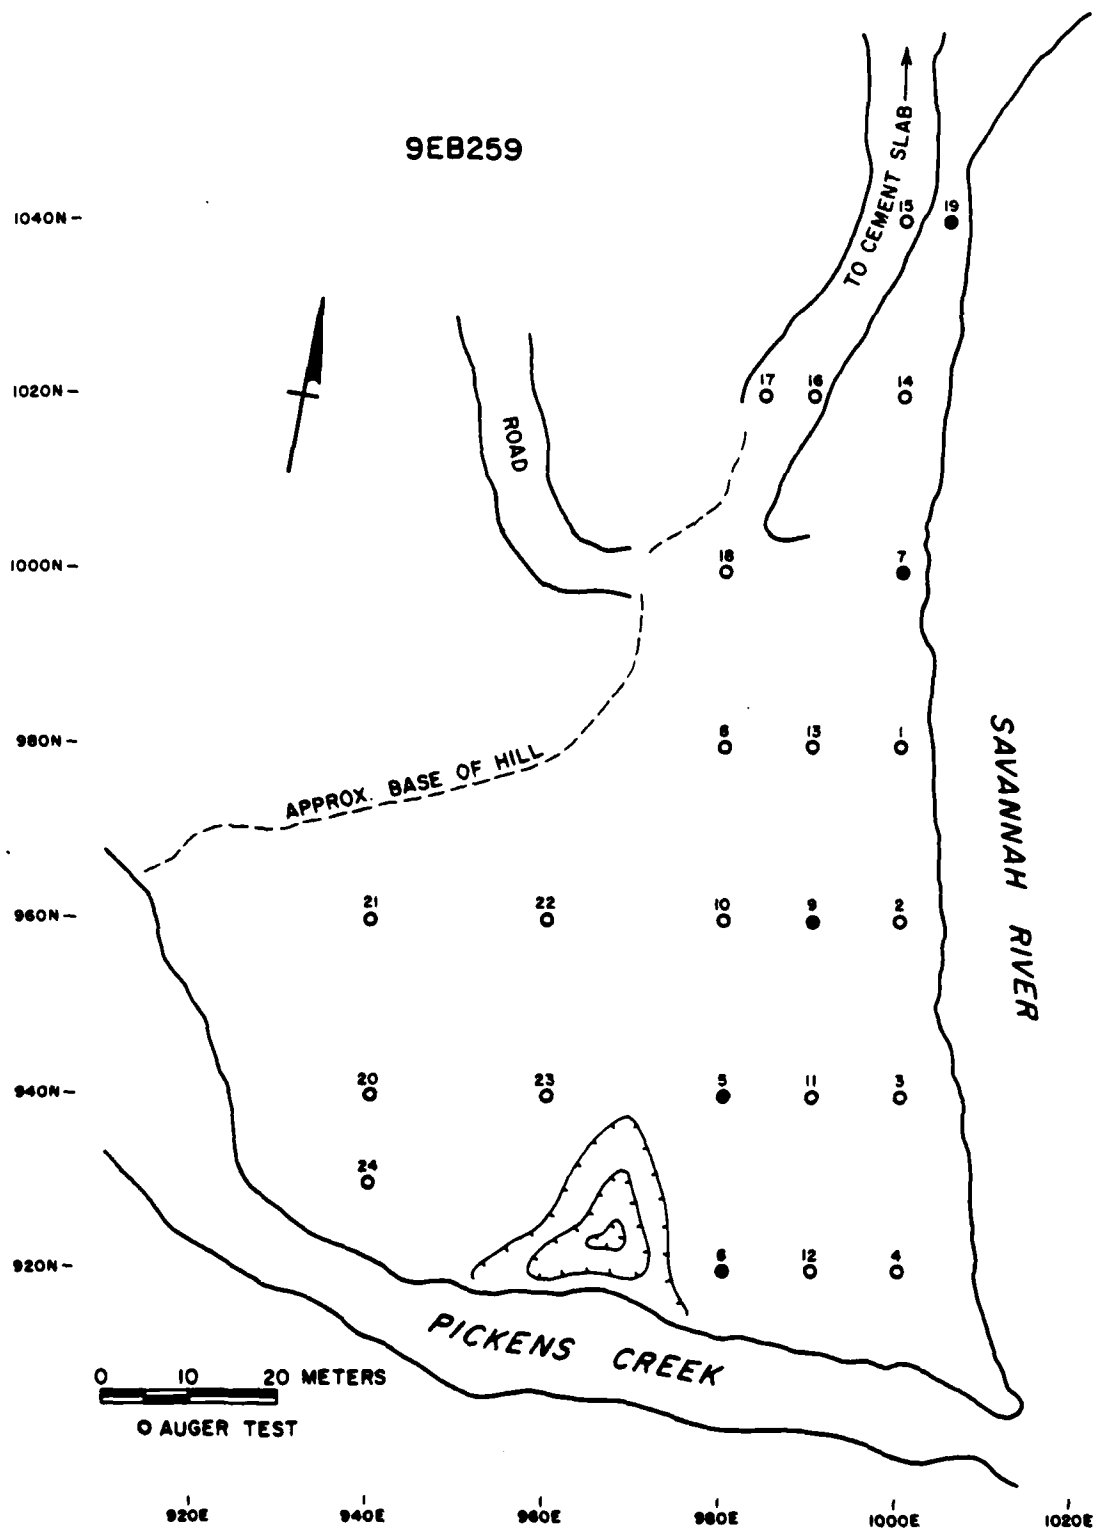 9EB259
TO CEMENT SLAB
1040N
15
19
1020N
17
16
14
ROAD
1000N
18
7
980N
8
13
1
APPROX. BASE OF HILL
SAVANNAH RIVER
960N
21
22
10
9
2
940N
20
23
5
11
3
24
920N
6
12
4
PICKENS CREEK
0 10 20 METERS
O AUGER TEST
920E 940E 960E 980E 1000E 1020E